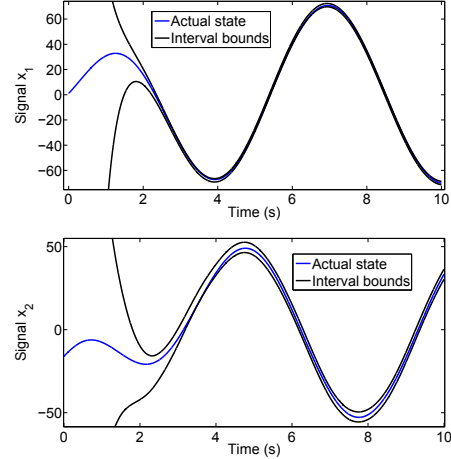 60
40
20
0
−20
−40
−60
Signal x1
Actual state
Interval bounds
0
2
4
6
8
10
Time (s)
50
0
−50
Signal x2
Actual state
Interval bounds
0
2
4
6
8
10
Time (s)